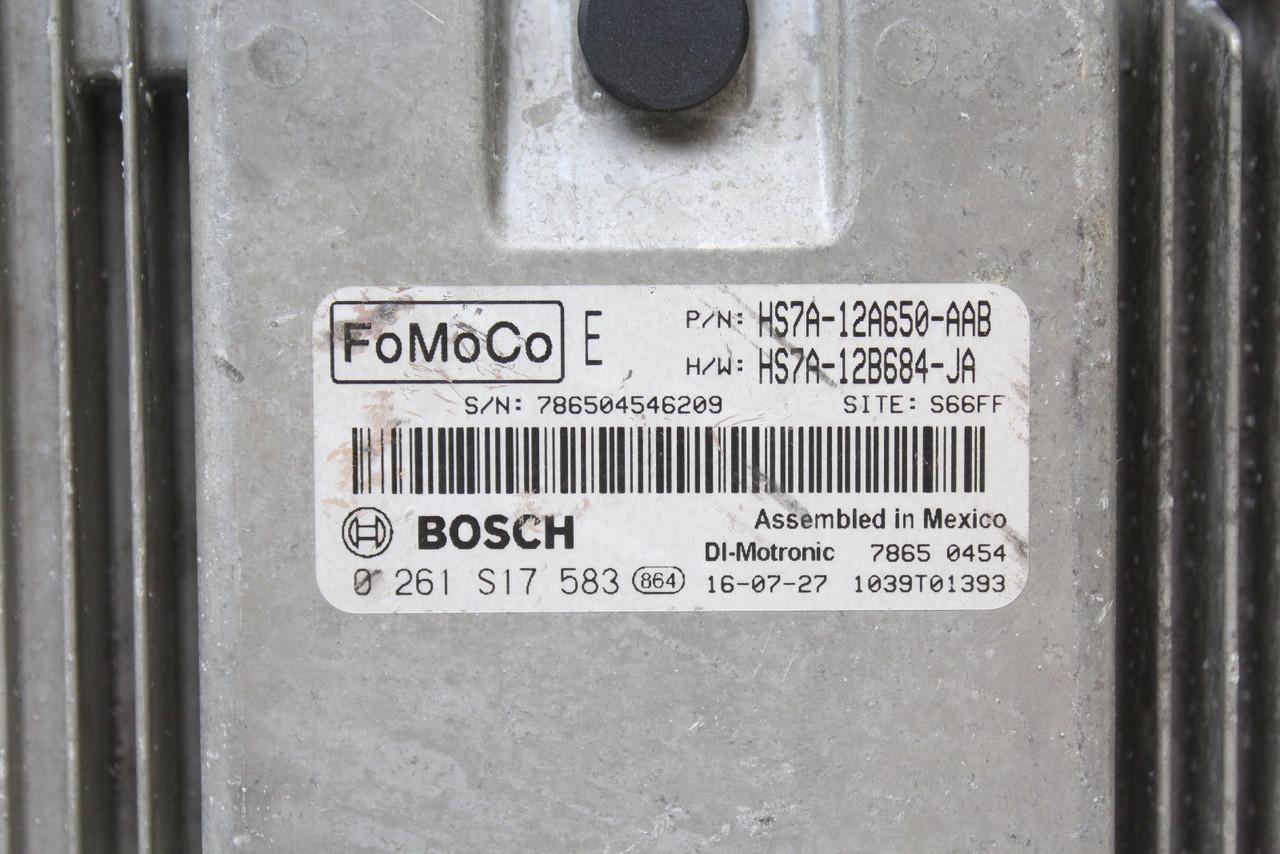 FoMoCo E P/N: HS7A-12A650-AAB
H/W: HS7A-12B684-JA
S/N: 786504546209 SITE: S66FF
BOSCH Assembled in Mexico
DI-Motronic 7865 0454
0 261 S17 583 864 16-07-27 1039T01393